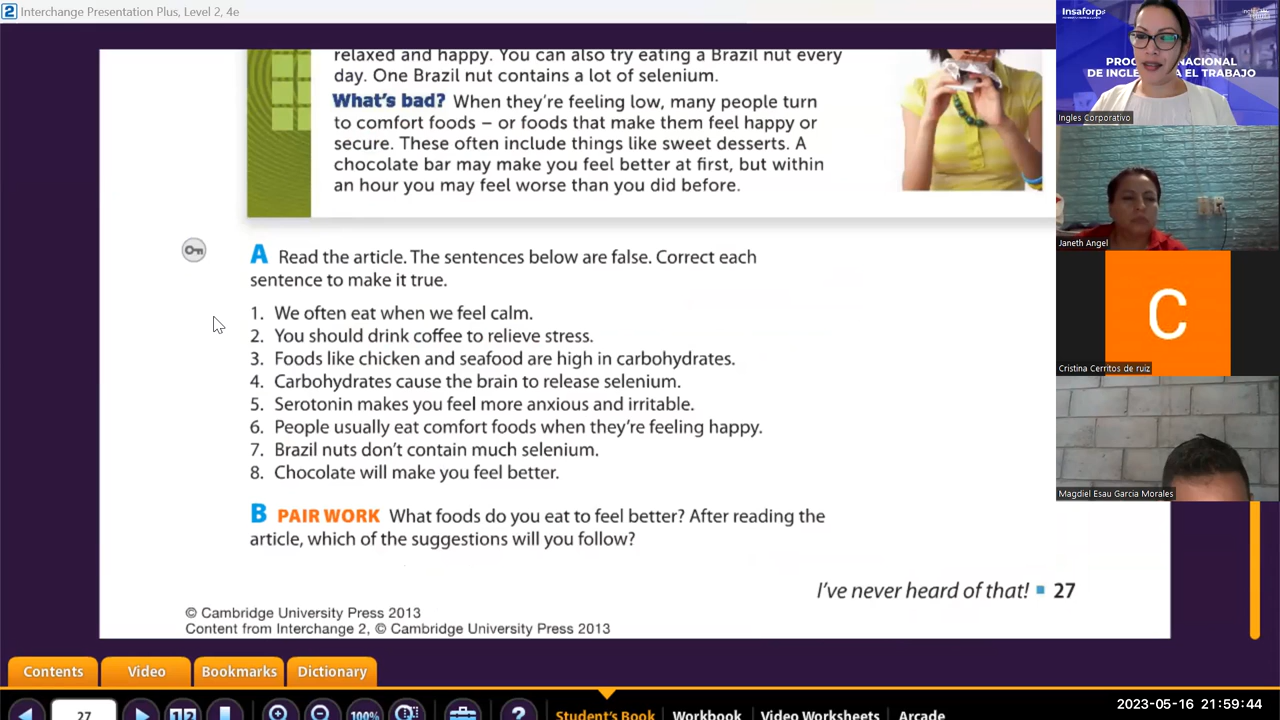 2 Interchange Presentation Plus, Level 2, 4e
relaxed and happy. You can also try eating a Brazil nut every
day. One Brazil nut contains a lot of selenium.
What's bad? When they're feeling low, many people turn
to comfort foods – or foods that make them feel happy or
secure. These often include things like sweet desserts. A
chocolate bar may make you feel better at first, but within
an hour you may feel worse than you did before.
A Read the article. The sentences below are false. Correct each
sentence to make it true.
1. We often eat when we feel calm.
2. You should drink coffee to relieve stress.
3. Foods like chicken and seafood are high in carbohydrates.
4. Carbohydrates cause the brain to release selenium.
5. Serotonin makes you feel more anxious and irritable.
6. People usually eat comfort foods when they're feeling happy.
7. Brazil nuts don't contain much selenium.
8. Chocolate will make you feel better.
B PAIR WORK What foods do you eat to feel better? After reading the
article, which of the suggestions will you follow?
I've never heard of that! ■ 27
© Cambridge University Press 2013
Content from Interchange 2, © Cambridge University Press 2013
Contents Video Bookmarks Dictionary
27 1 2 100% ? Student's Book Workbook Video Worksheets Arcade
2023-05-16 21:59:44
Insaforp
Ingles Corporativo
Janeth Angel
C
Cristina Cerritos de ruiz
Magdiel Esau Garcia Morales